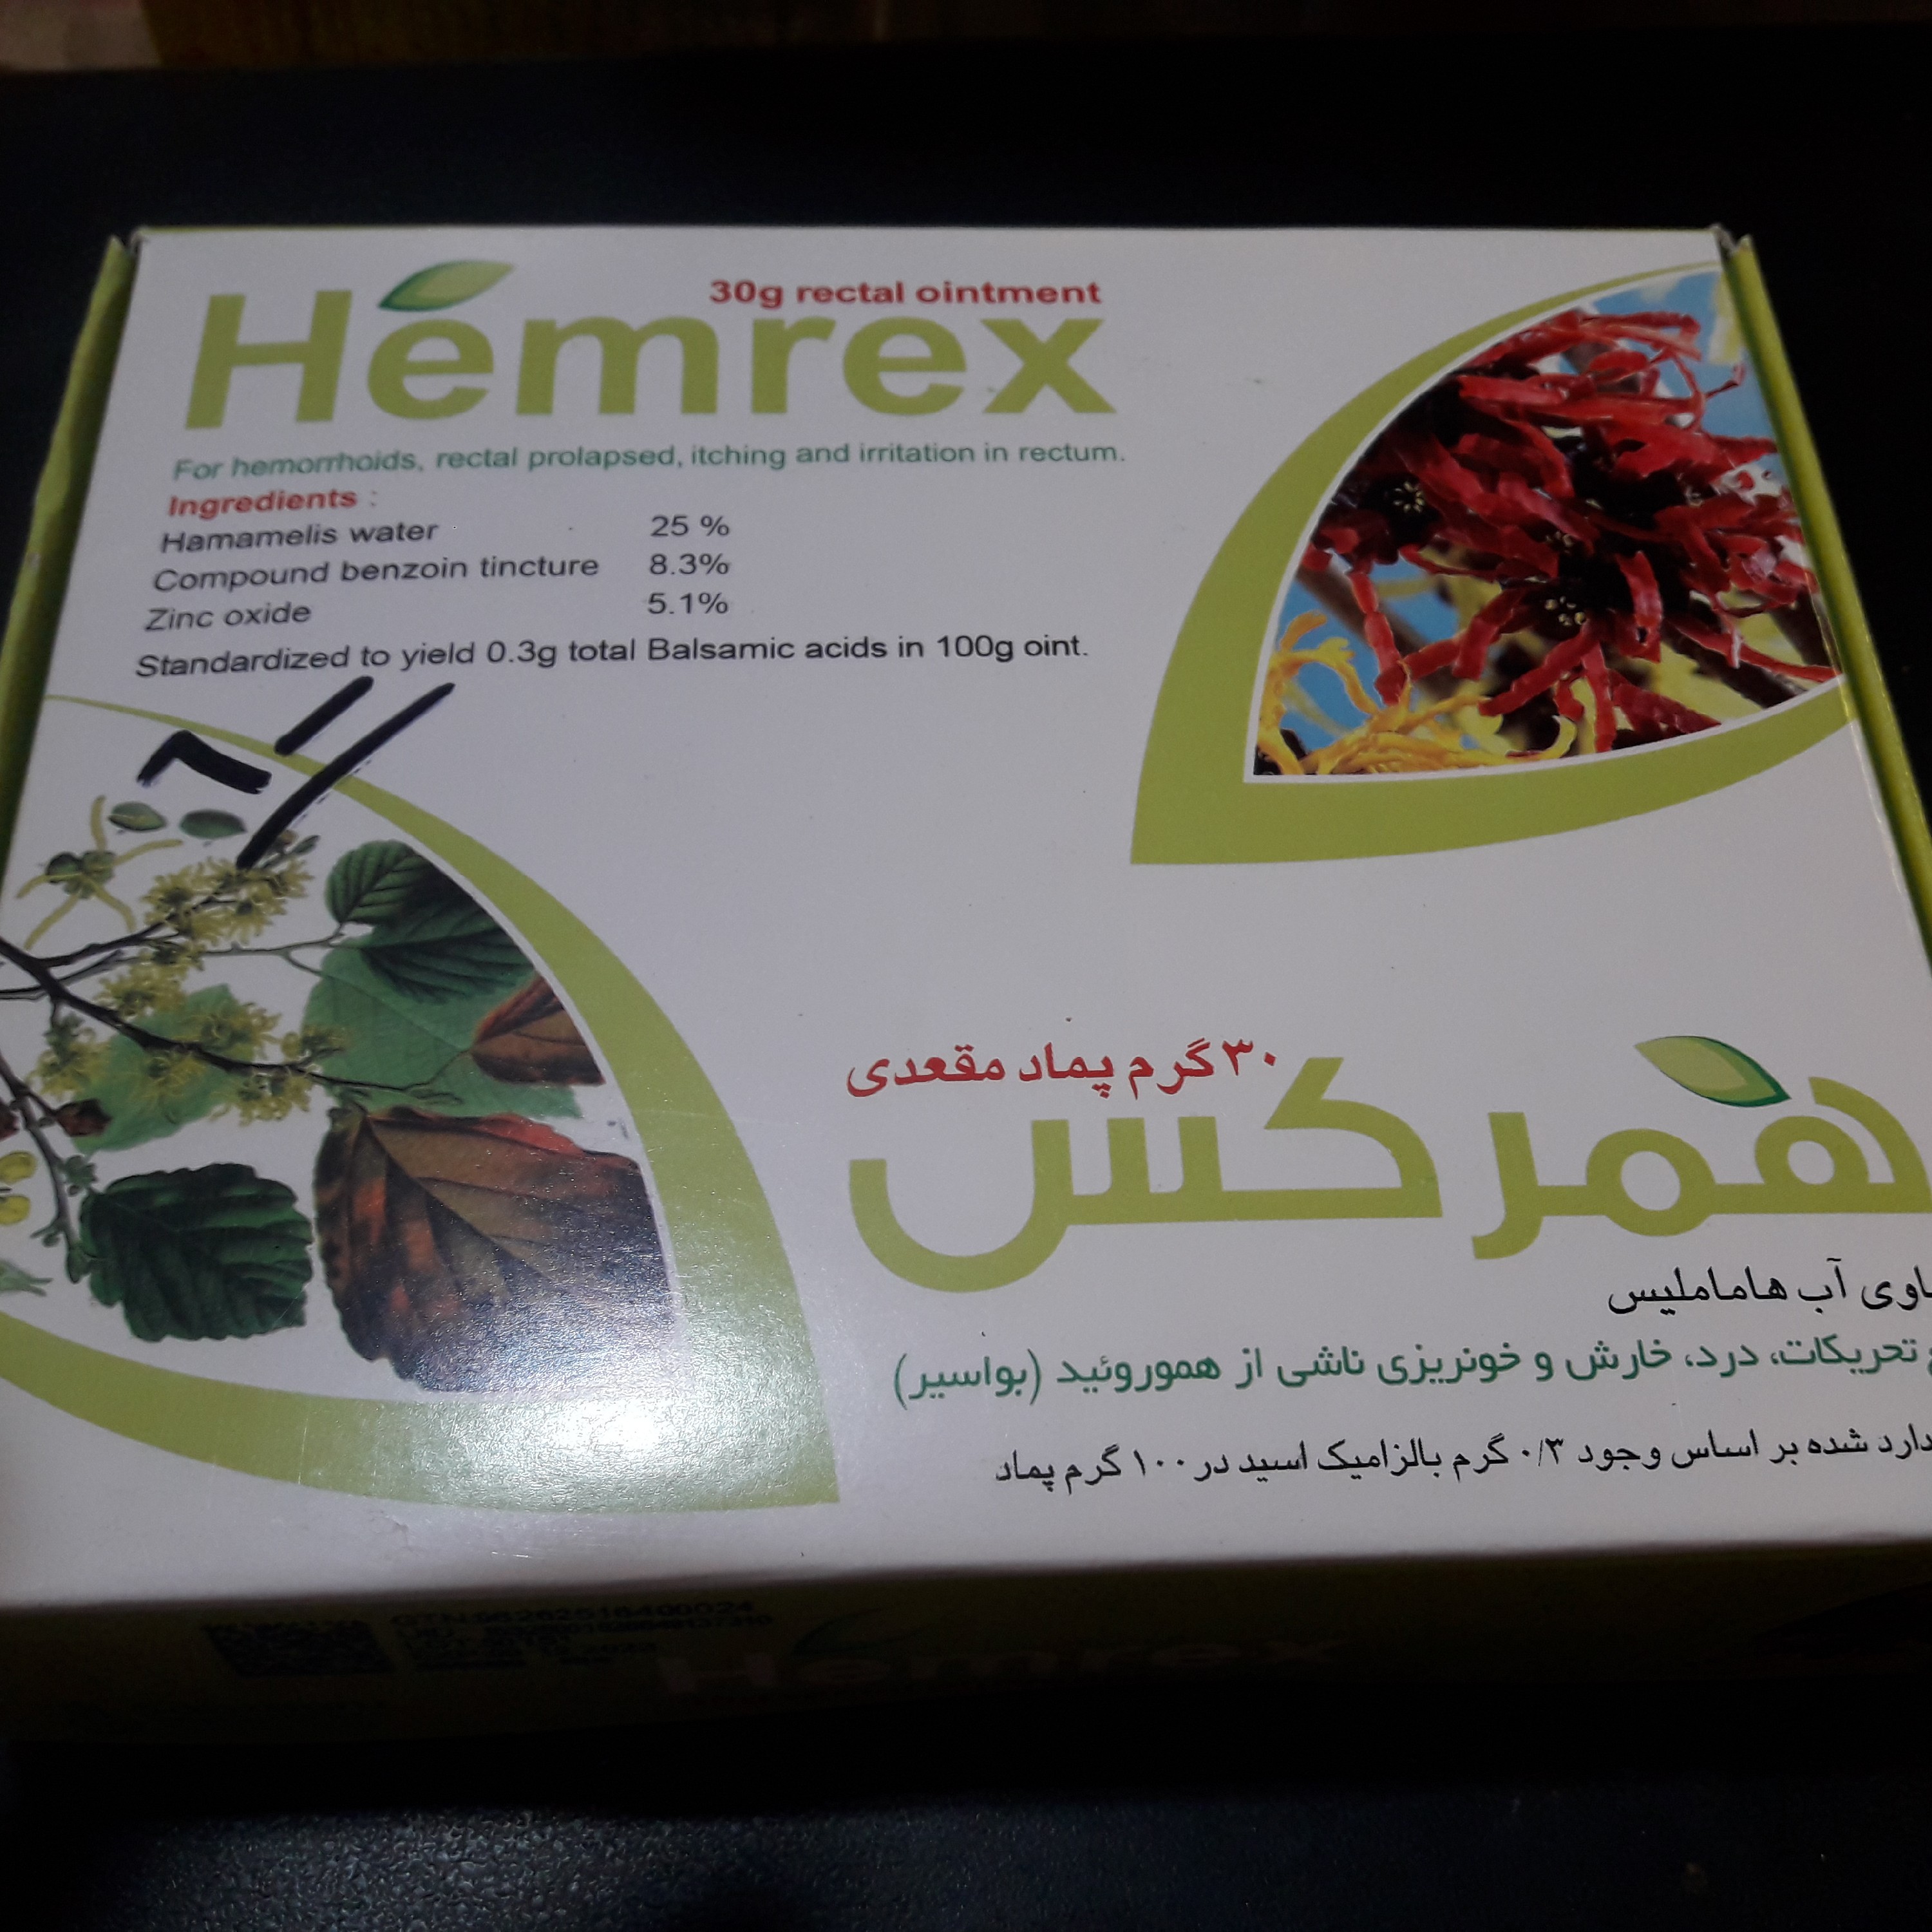 30g rectal ointment
Hemrex
For hemorrhoids, rectal prolapsed, itching and irritation in rectum.
Ingredients :
Hamamelis water 25 %
Compound benzoin tincture 8.3%
Zinc oxide 5.1%
Standardized to yield 0.3g total Balsamic acids in 100g oint.
۳۰ گرم پماد مقعدی
همرکس
آب هاماملیس
تحریکات، درد، خارش و خونریزی ناشی از هموروئید (بواسیر)
شده بر اساس وجود ۰/۳ گرم بالزامیک اسید در ۱۰۰ گرم پماد
Hemrex